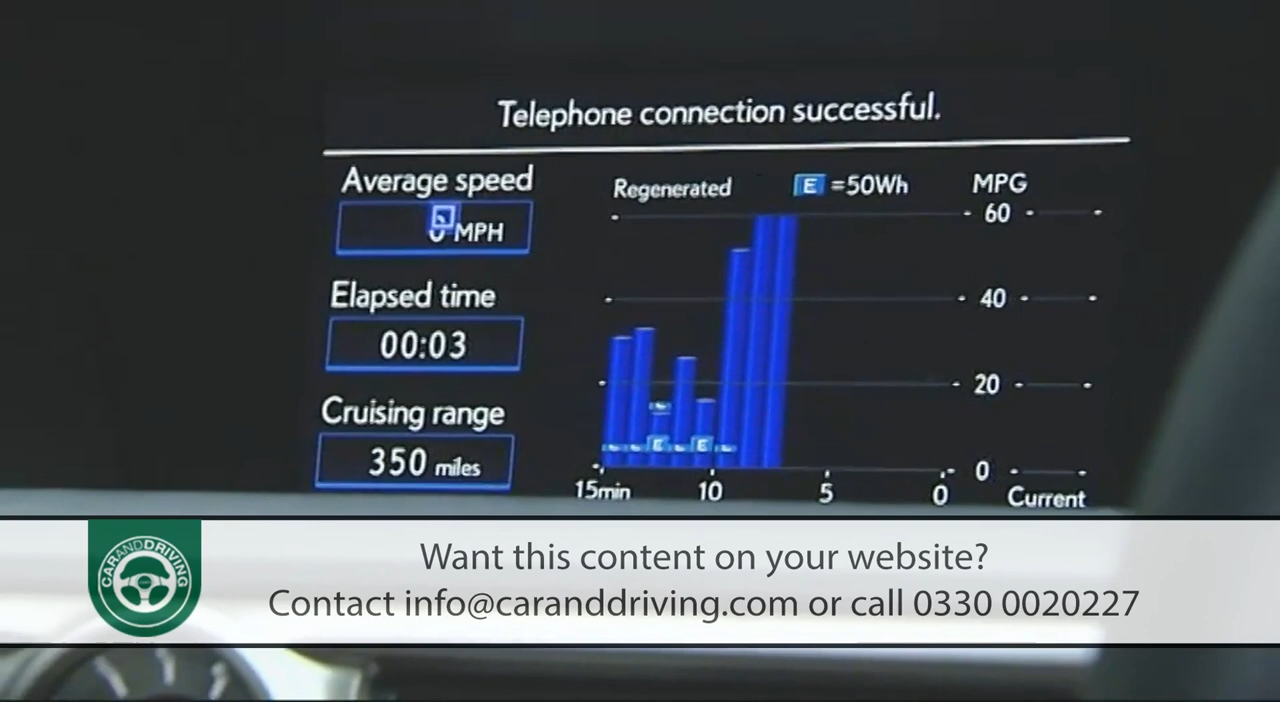 Telephone connection successful.
Average speed
0 MPH
Elapsed time
00:03
Cruising range
350 miles
Regenerated
E =50Wh
MPG
60
40
20
0
E
E
15min 10 5 0 Current
CARANDDRIVING
Want this content on your website?
Contact info@caranddriving.com or call 0330 0020227